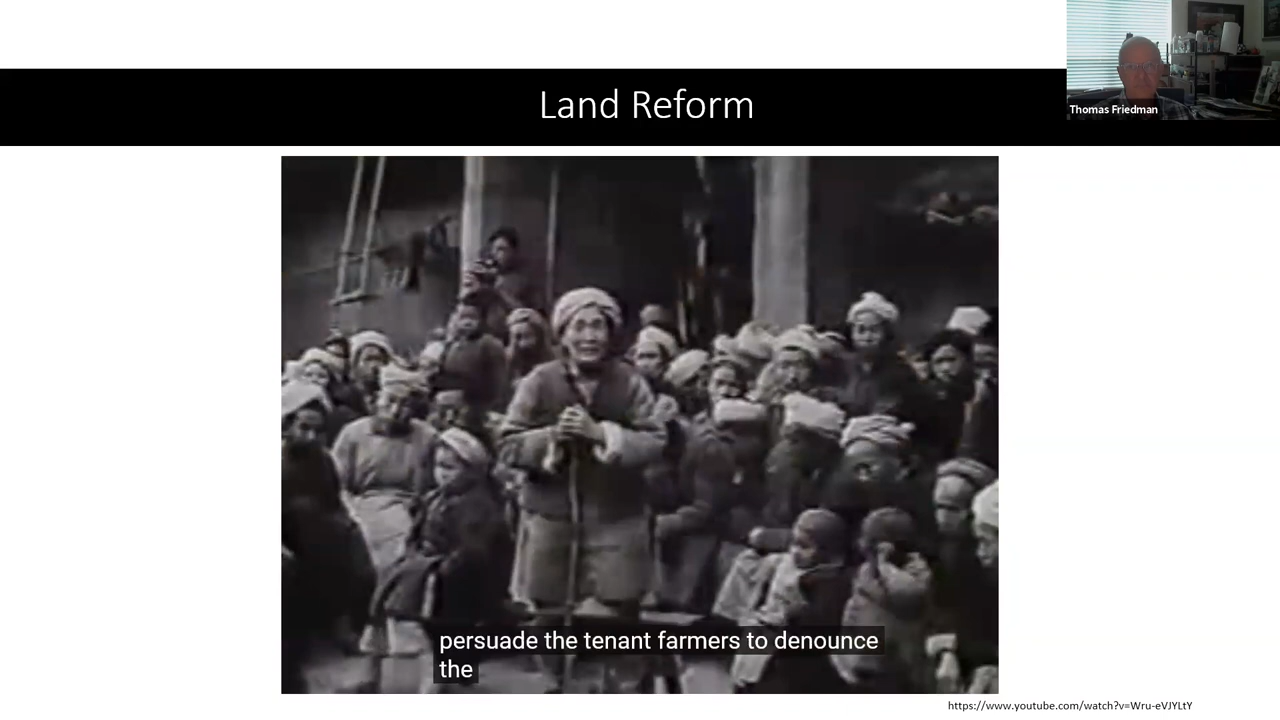 Land Reform
Thomas Friedman
persuade the tenant farmers to denounce
the
https://www.youtube.com/watch?v=Wru-eVJYLtY